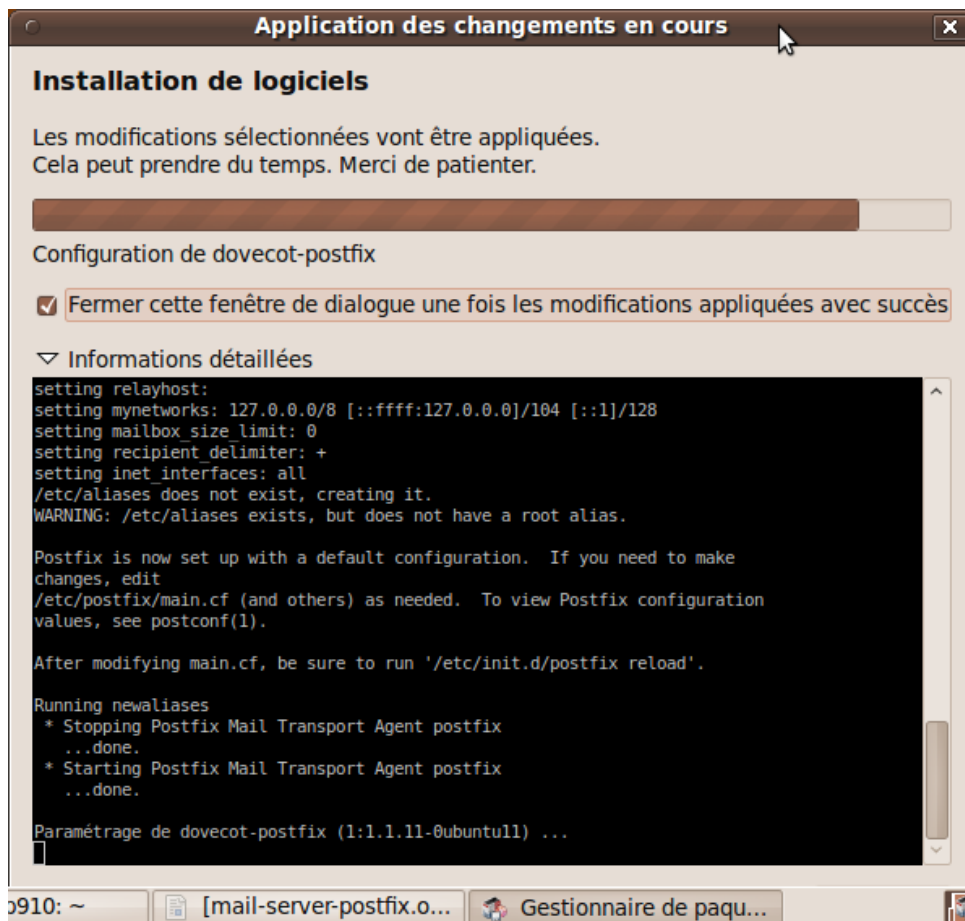 Application des changements en cours
Installation de logiciels
Les modifications sélectionnées vont être appliquées.
Cela peut prendre du temps. Merci de patienter.
Configuration de dovecot-postfix
Fermer cette fenêtre de dialogue une fois les modifications appliquées avec succès
Informations détaillées
setting relayhost:
setting mynetworks: 127.0.0.0/8 [::ffff:127.0.0.0]/104 [::1]/128
setting mailbox_size_limit: 0
setting recipient_delimiter: +
setting inet_interfaces: all
/etc/aliases does not exist, creating it.
WARNING: /etc/aliases exists, but does not have a root alias.
Postfix is now set up with a default configuration.  If you need to make
changes, edit
/etc/postfix/main.cf (and others) as needed.  To view Postfix configuration
values, see postconf(1).
After modifying main.cf, be sure to run '/etc/init.d/postfix reload'.
Running newaliases
* Stopping Postfix Mail Transport Agent postfix
...done.
* Starting Postfix Mail Transport Agent postfix
...done.
Paramétrage de dovecot-postfix (1:1.1.11-0ubuntu11) ...
910: ~ [mail-server-postfix.o... Gestionnaire de paqu...